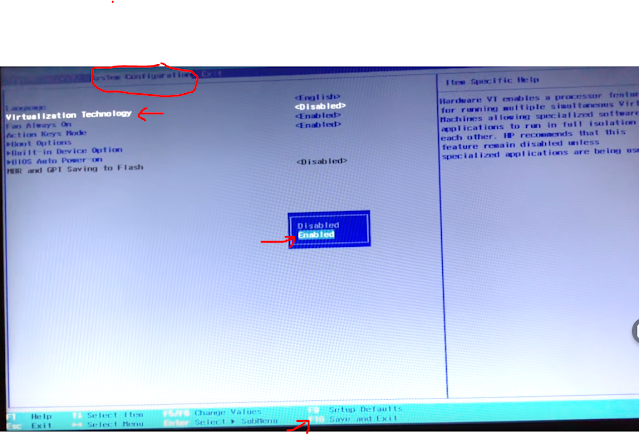 System Configuration Exit
Item Specific Help
Language <English>
Virtualization Technology <Disabled>
Fan Always On <Enabled>
Action Keys Mode <Enabled>
▶Boot Options
▶Built-in Device Option
▶BIOS Auto Power-on
MBR and GPT Saving to Flash <Disabled>
Hardware VT enables a processor feature
for running multiple simultaneous Virt
Machines allowing specialized software
applications to run in full isolation
each other. HP recommends that this
feature remain disabled unless
specialized applications are being use
Disabled
Enabled
F1 Help Select Item F5/F6 Change Values Setup Defaults
Esc Exit Select Menu Enter Select ▶ SubMenu F10 Save and Exit